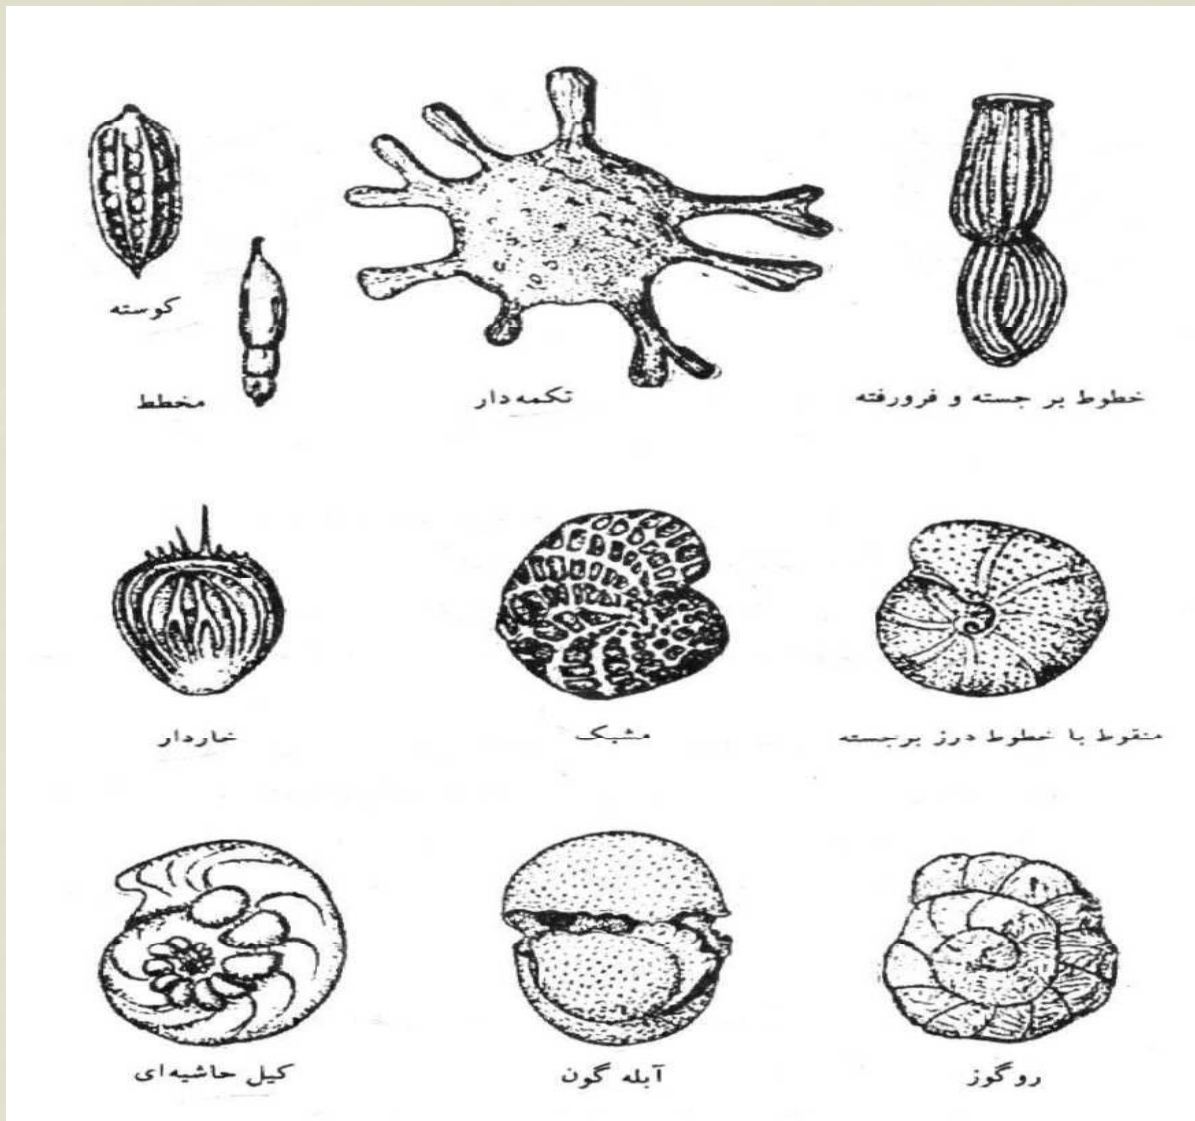 کوسته
مخطط
تکمه‌دار
خطوط بر جسته و فرورفته
خاردار
مشبک
منقوط با خطوط درز برجسته
کیل حاشیه‌ای
آبله گون
روگوز